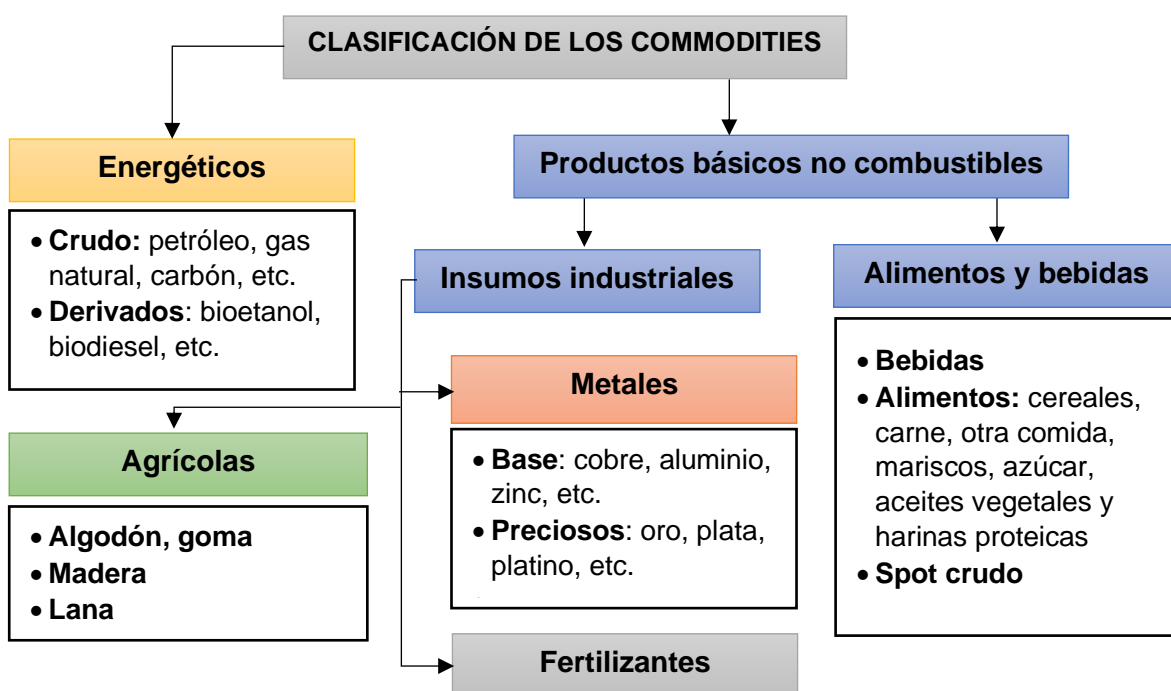 CLASIFICACIÓN DE LOS COMMODITIES
Energéticos
• Crudo: petróleo, gas
natural, carbón, etc.
• Derivados: bioetanol,
biodiesel, etc.
Productos básicos no combustibles
Insumos industriales
Agrícolas
• Algodón, goma
• Madera
• Lana
Metales
• Base: cobre, aluminio,
zinc, etc.
• Preciosos: oro, plata,
platino, etc.
Fertilizantes
Alimentos y bebidas
• Bebidas
• Alimentos: cereales,
carne, otra comida,
mariscos, azúcar,
aceites vegetales y
harinas proteicas
• Spot crudo